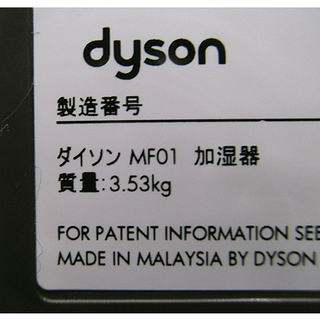 dyson
製造番号
ダイソン MF01 加湿器
質量:3.53kg
FOR PATENT INFORMATION SEE
MADE IN MALAYSIA BY DYSON